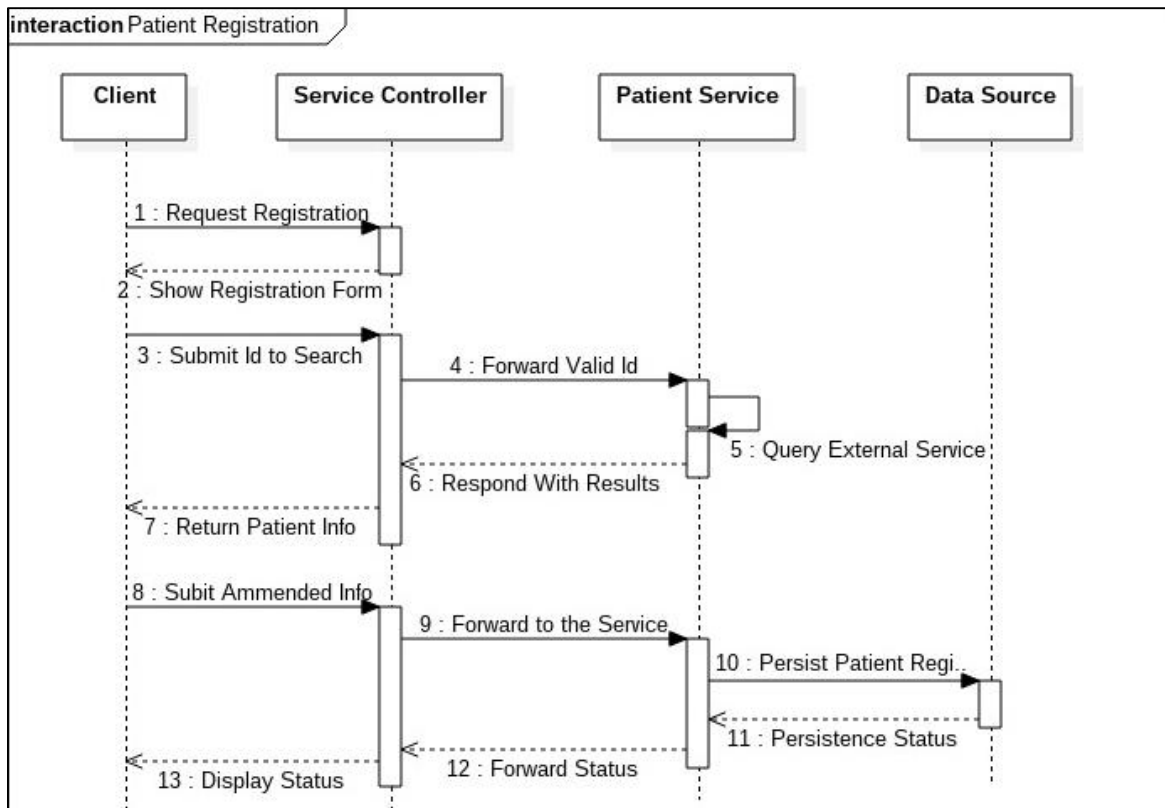 interaction Patient Registration
Client
Service Controller
Patient Service
Data Source
1 : Request Registration
2 : Show Registration Form
3 : Submit Id to Search
4 : Forward Valid Id
5 : Query External Service
6 : Respond With Results
7 : Return Patient Info
8 : Subit Ammended Info
9 : Forward to the Service
10 : Persist Patient Regi..
11 : Persistence Status
12 : Forward Status
13 : Display Status